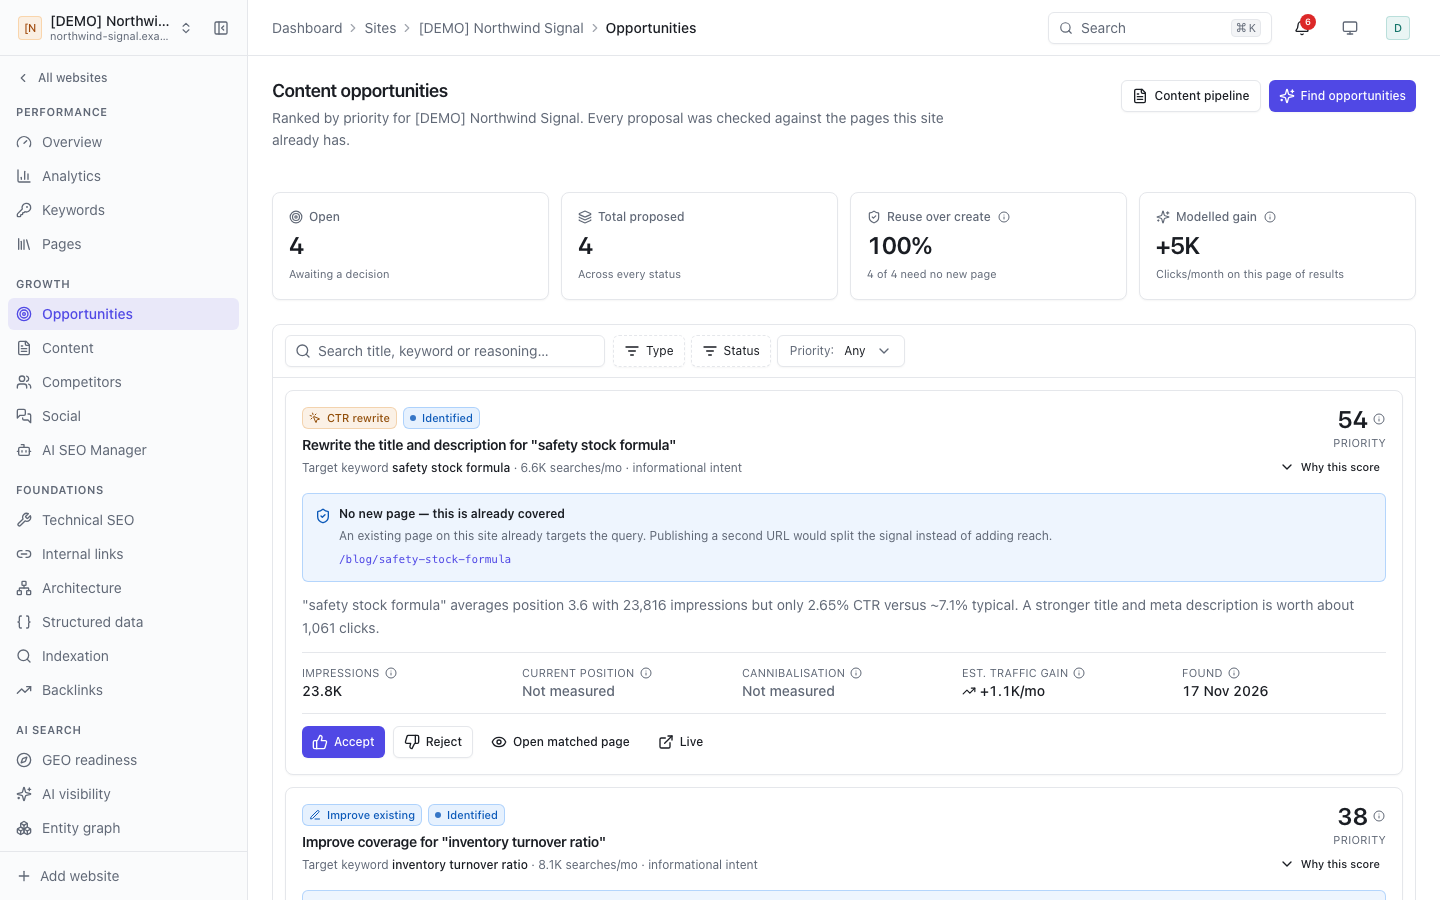 [N
[DEMO] Northwi...
northwind-signal.exa...
Dashboard
Sites
[DEMO] Northwind Signal
Opportunities
Search
⌘ K
6
D
All websites
PERFORMANCE
Overview
Analytics
Keywords
Pages
GROWTH
Opportunities
Content
Competitors
Social
AI SEO Manager
FOUNDATIONS
Technical SEO
Internal links
Architecture
Structured data
Indexation
Backlinks
AI SEARCH
GEO readiness
AI visibility
Entity graph
Add website
Content opportunities
Ranked by priority for [DEMO] Northwind Signal. Every proposal was checked against the pages this site
already has.
Content pipeline
Find opportunities
Open
4
Awaiting a decision
Total proposed
4
Across every status
Reuse over create
100%
4 of 4 need no new page
Modelled gain
+5K
Clicks/month on this page of results
Search title, keyword or reasoning...
Type
Status
Priority: Any
CTR rewrite
Identified
Rewrite the title and description for "safety stock formula"
Target keyword safety stock formula · 6.6K searches/mo · informational intent
54
PRIORITY
Why this score
No new page — this is already covered
An existing page on this site already targets the query. Publishing a second URL would split the signal instead of adding reach.
/blog/safety-stock-formula
"safety stock formula" averages position 3.6 with 23,816 impressions but only 2.65% CTR versus ~7.1% typical. A stronger title and meta description is worth about
1,061 clicks.
IMPRESSIONS
23.8K
CURRENT POSITION
Not measured
CANNIBALISATION
Not measured
EST. TRAFFIC GAIN
+1.1K/mo
FOUND
17 Nov 2026
Accept
Reject
Open matched page
Live
Improve existing
Identified
Improve coverage for "inventory turnover ratio"
Target keyword inventory turnover ratio · 8.1K searches/mo · informational intent
38
PRIORITY
Why this score